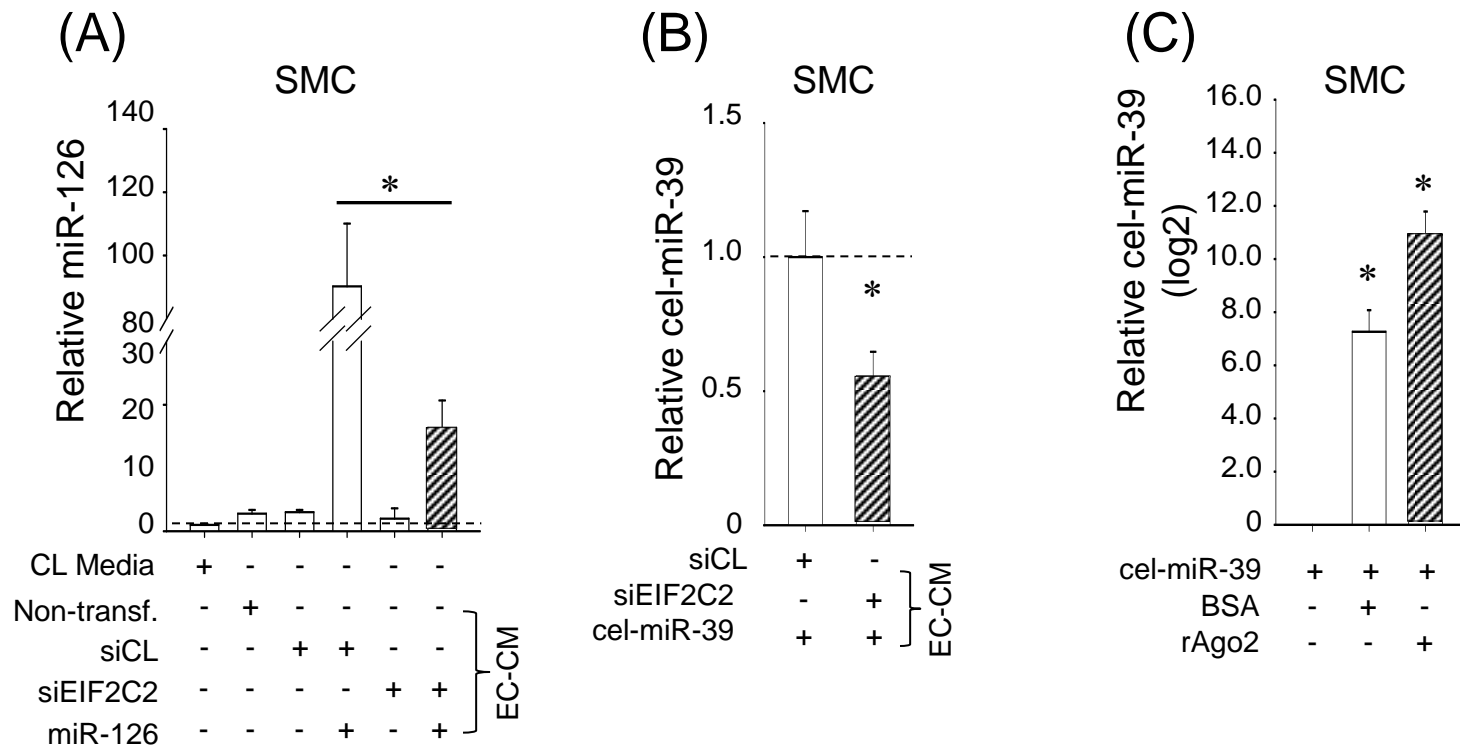 (A)
SMC
Relative miR-126
140
120
100
80
30
20
10
0
*
CL Media + - - - - -
Non-transf. - + - - - -
siCL - - + + - -
siEIF2C2 - - - - + +
miR-126 - - - + - +
EC-CM
(B)
SMC
Relative cel-miR-39
1.5
1.0
0.5
0
*
siCL + -
siEIF2C2 - +
cel-miR-39 + +
EC-CM
(C)
SMC
Relative cel-miR-39
(log2)
16.0
14.0
12.0
10.0
8.0
6.0
4.0
2.0
0
*
*
cel-miR-39 + + +
BSA - + -
rAgo2 - - +